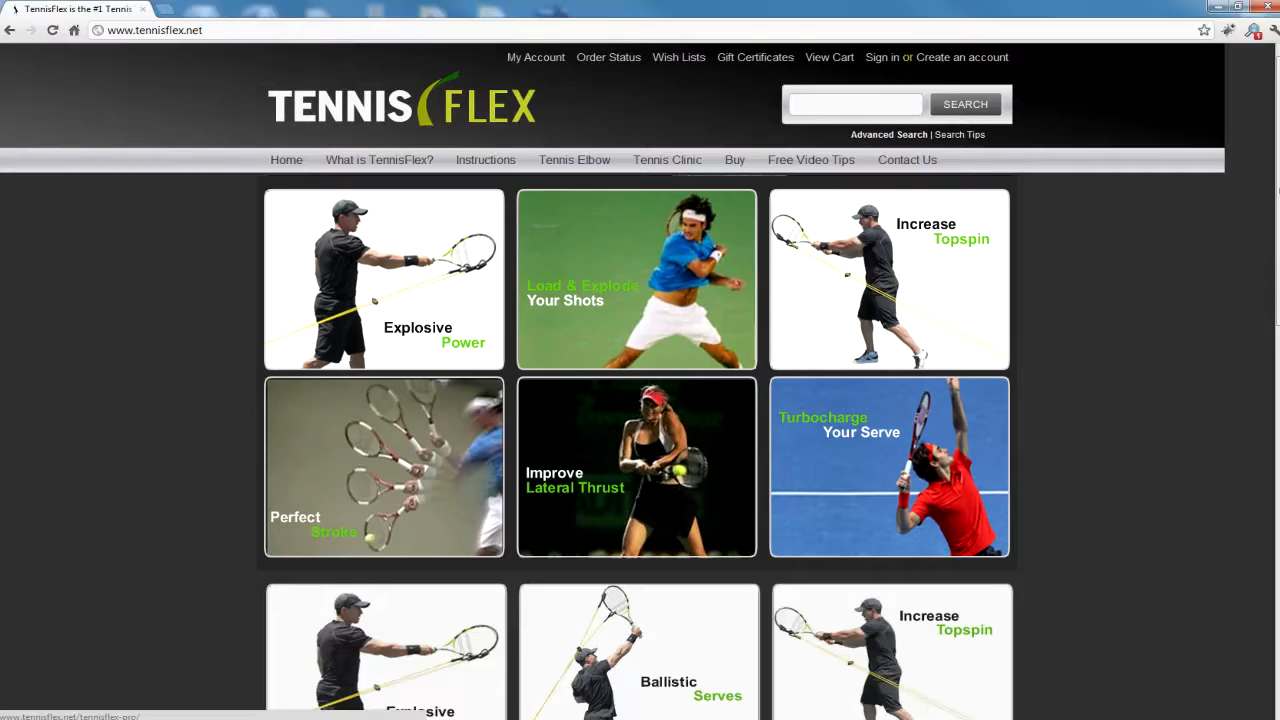 TennisFlex is the #1 Tennis
www.tennisflex.net
My Account Order Status Wish Lists Gift Certificates View Cart Sign in or Create an account
TENNIS FLEX
SEARCH
Advanced Search | Search Tips
Home What is TennisFlex? Instructions Tennis Elbow Tennis Clinic Buy Free Video Tips Contact Us
Explosive
Power
Load & Explode
Your Shots
Increase
Topspin
Perfect
Stroke
Improve
Lateral Thrust
Turbocharge
Your Serve
Explosive
Ballistic
Serves
Increase
Topspin
www.tennisflex.net/tennisflex-pro/